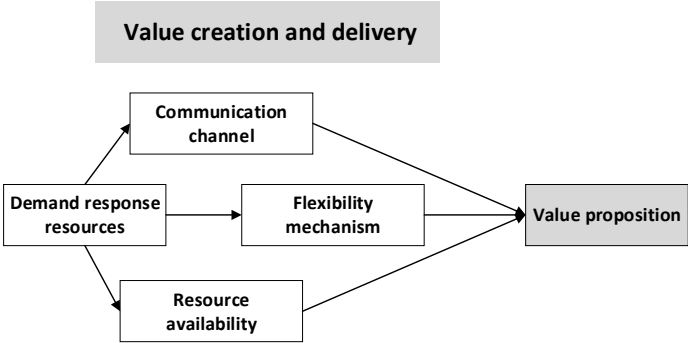 Value creation and delivery
Communication
channel
Demand response
resources
Flexibility
mechanism
Value proposition
Resource
availability